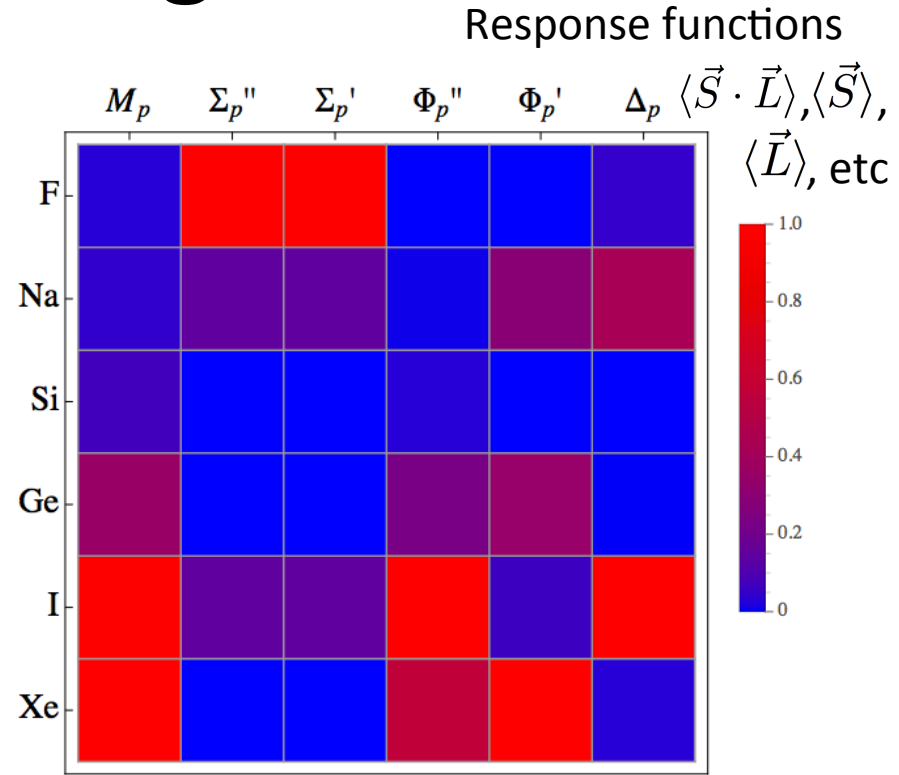 Response functions
M_p Σ_p'' Σ_p' Φ_p'' Φ_p' Δ_p ⟨S⃗ · L⃗⟩,⟨S⃗⟩,
⟨L⃗⟩, etc
F
Na
Si
Ge
I
Xe
1.0
0.8
0.6
0.4
0.2
0